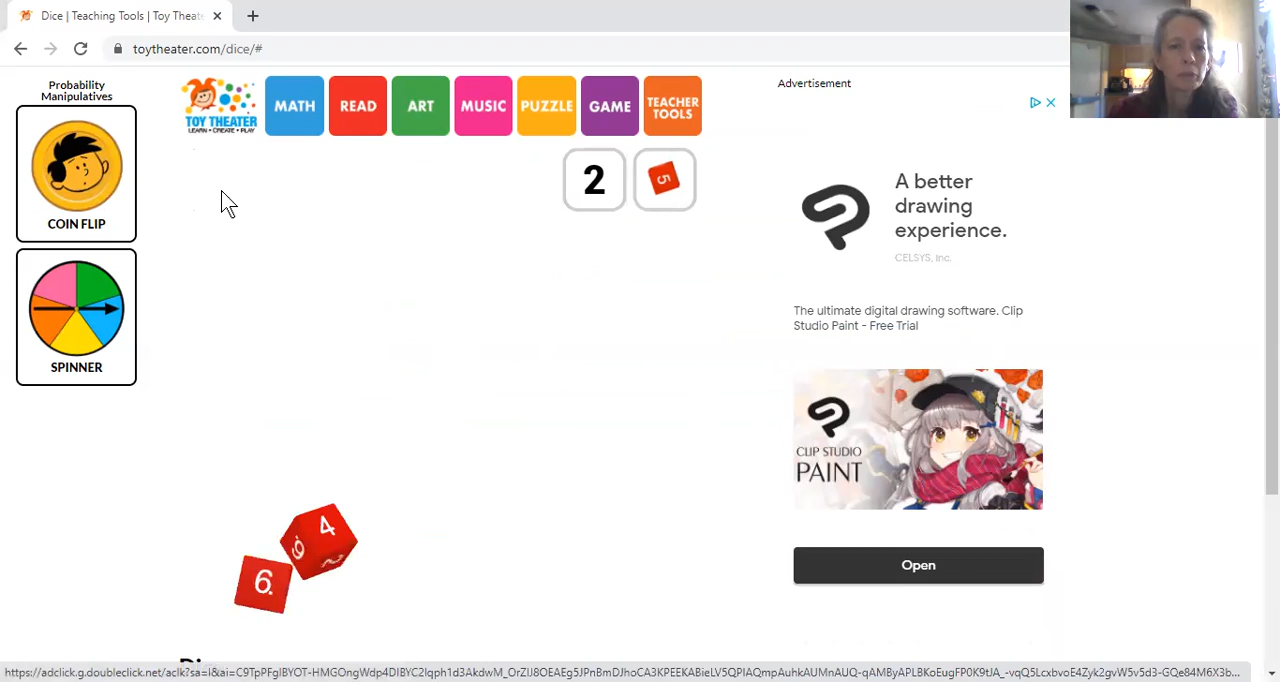 Dice | Teaching Tools | Toy Theate
toytheater.com/dice/#
Probability
Manipulatives
COIN FLIP
SPINNER
TOY THEATER
LEARN • CREATE • PLAY
MATH
READ
ART
MUSIC
PUZZLE
GAME
TEACHER
TOOLS
2
5
4
6.
Advertisement
A better
drawing
experience.
CELSYS, Inc.
The ultimate digital drawing software. Clip
Studio Paint - Free Trial
CLIP STUDIO
PAINT
Open